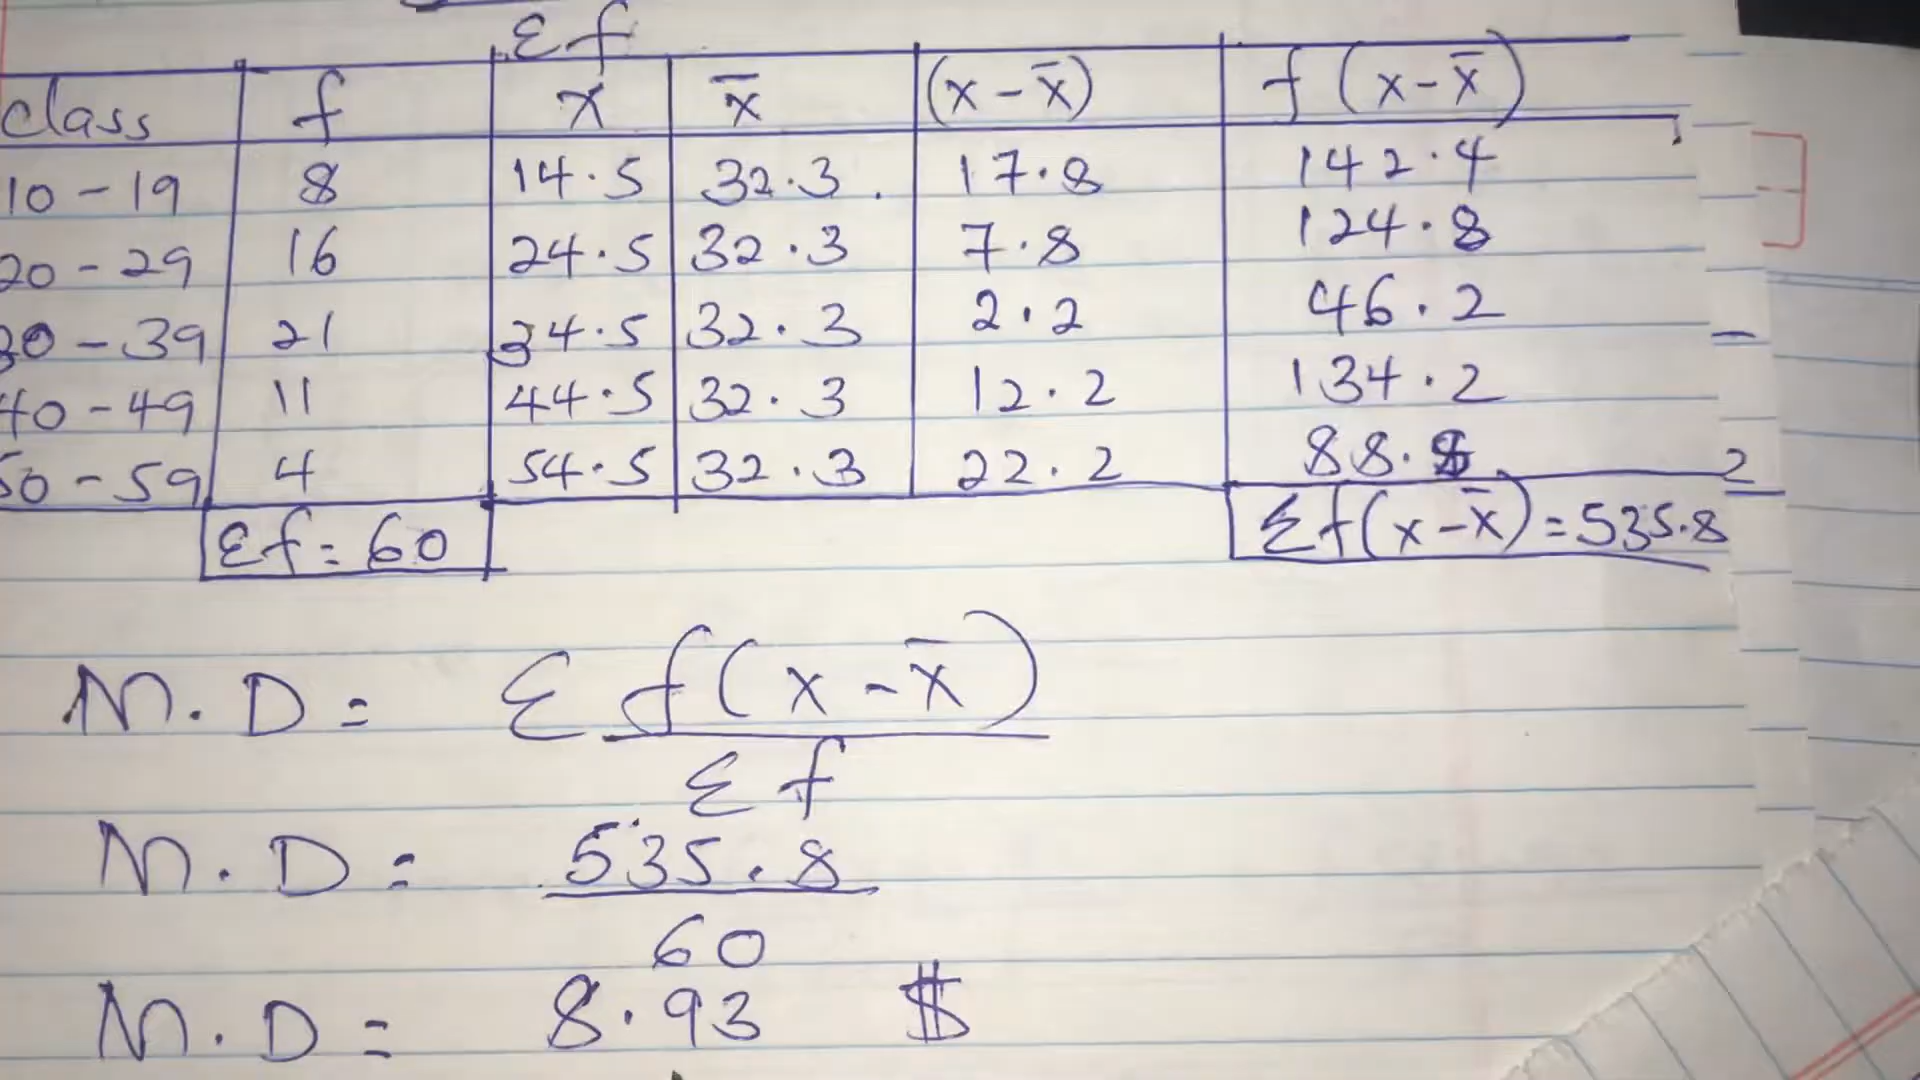 Σf
class f x x̄ (x-x̄) f(x-x̄)
10-19 8 14.5 32.3 17.8 142.4
20-29 16 24.5 32.3 7.8 124.8
30-39 21 34.5 32.3 2.2 46.2
40-49 11 44.5 32.3 12.2 134.2
50-59 4 54.5 32.3 22.2 88.8
Σf = 60 Σf(x-x̄) = 535.8
M.D = Σf(x-x̄)
Σf
M.D = 535.8
60
M.D = 8.93 $